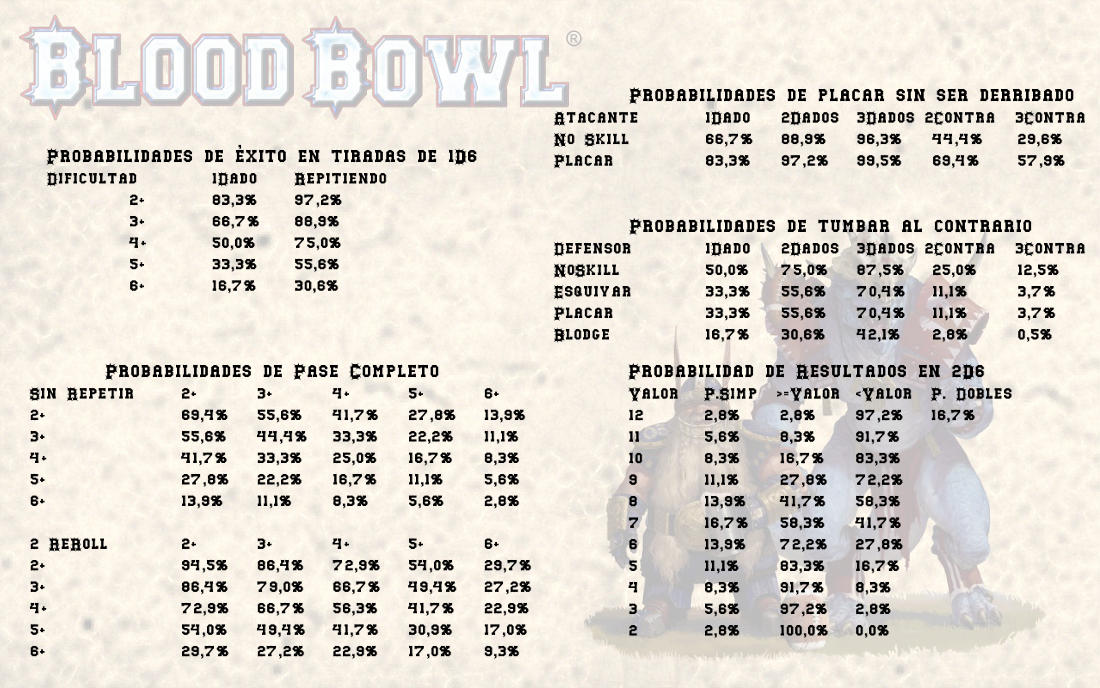 BLOOD BOWL®
PROBABILIDADES DE ÉXITO EN TIRADAS DE 1D6
DIFICULTAD 1DADO REPITIENDO
2+ 83,3% 97,2%
3+ 66,7% 88,9%
4+ 50,0% 75,0%
5+ 33,3% 55,6%
6+ 16,7% 30,6%
PROBABILIDADES DE PLACAR SIN SER DERRIBADO
ATACANTE 1DADO 2DADOS 3DADOS 2CONTRA 3CONTRA
NO SKILL 66,7% 88,9% 96,3% 44,4% 29,6%
PLACAR 83,3% 97,2% 99,5% 69,4% 57,9%
PROBABILIDADES DE TUMBAR AL CONTRARIO
DEFENSOR 1DADO 2DADOS 3DADOS 2CONTRA 3CONTRA
NOSKILL 50,0% 75,0% 87,5% 25,0% 12,5%
ESQUIVAR 33,3% 55,6% 70,4% 11,1% 3,7%
PLACAR 33,3% 55,6% 70,4% 11,1% 3,7%
BLODGE 16,7% 30,6% 42,1% 2,8% 0,5%
PROBABILIDADES DE PASE COMPLETO
SIN REPETIR 2+ 3+ 4+ 5+ 6+
2+ 69,4% 55,6% 41,7% 27,8% 13,9%
3+ 55,6% 44,4% 33,3% 22,2% 11,1%
4+ 41,7% 33,3% 25,0% 16,7% 8,3%
5+ 27,8% 22,2% 16,7% 11,1% 5,6%
6+ 13,9% 11,1% 8,3% 5,6% 2,8%
2 REROLL 2+ 3+ 4+ 5+ 6+
2+ 94,5% 86,4% 72,9% 54,0% 29,7%
3+ 86,4% 79,0% 66,7% 49,4% 27,2%
4+ 72,9% 66,7% 56,3% 41,7% 22,9%
5+ 54,0% 49,4% 41,7% 30,9% 17,0%
6+ 29,7% 27,2% 22,9% 17,0% 9,3%
PROBABILIDAD DE RESULTADOS EN 2D6
VALOR P.SIMP >=VALOR <VALOR P. DOBLES
12 2,8% 2,8% 97,2% 16,7%
11 5,6% 8,3% 91,7%
10 8,3% 16,7% 83,3%
9 11,1% 27,8% 72,2%
8 13,9% 41,7% 58,3%
7 16,7% 58,3% 41,7%
6 13,9% 72,2% 27,8%
5 11,1% 83,3% 16,7%
4 8,3% 91,7% 8,3%
3 5,6% 97,2% 2,8%
2 2,8% 100,0% 0,0%